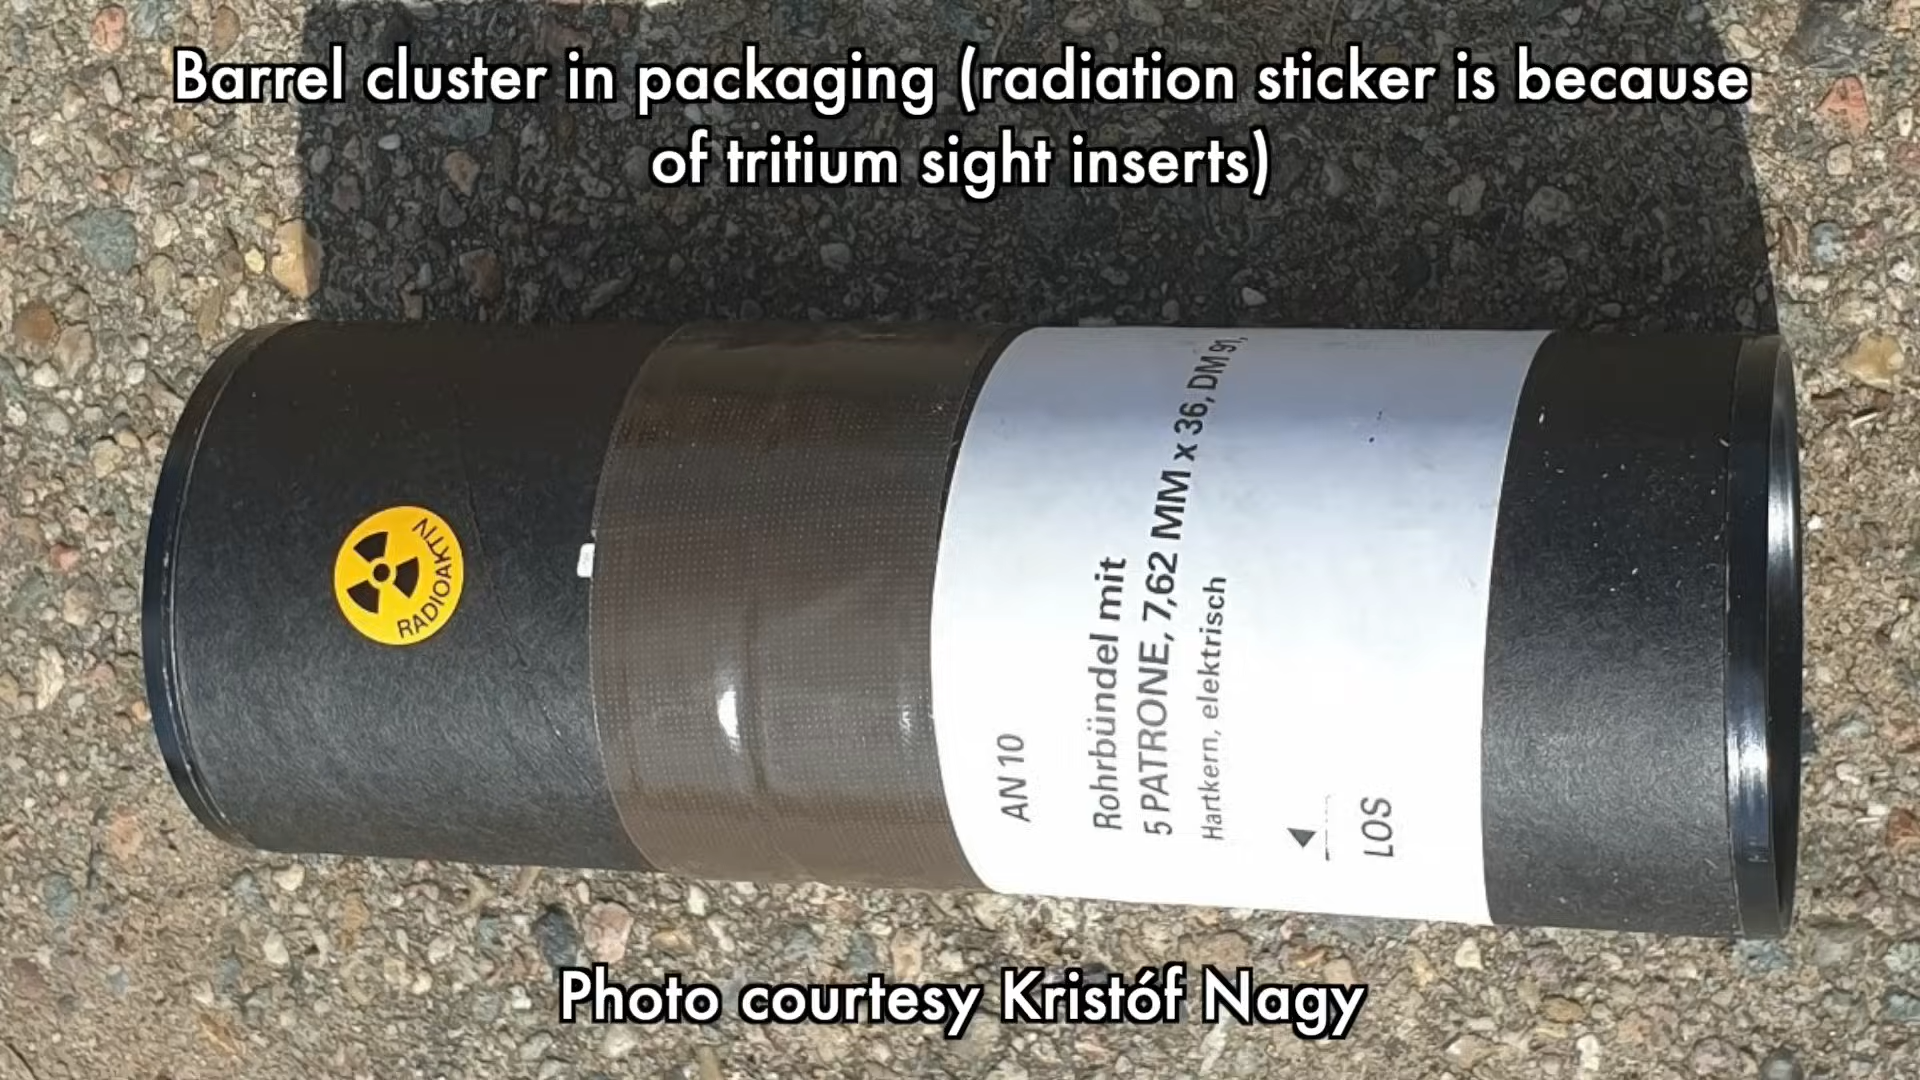 Barrel cluster in packaging (radiation sticker is because
of tritium sight inserts)
RADIOAKTIV
AN 10
Rohrbündel mit
5 PATRONE, 7,62 MM x 36, DM 91,
Hartkern, elektrisch
LOS
Photo courtesy Kristóf Nagy